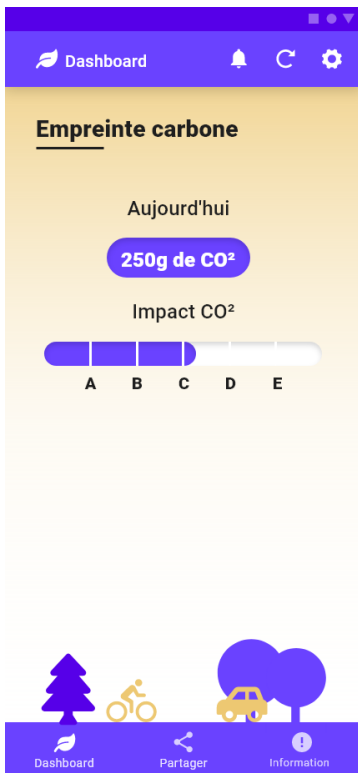 Dashboard
Empreinte carbone
Aujourd'hui
250g de CO²
Impact CO²
A B C D E
Dashboard Partager Information